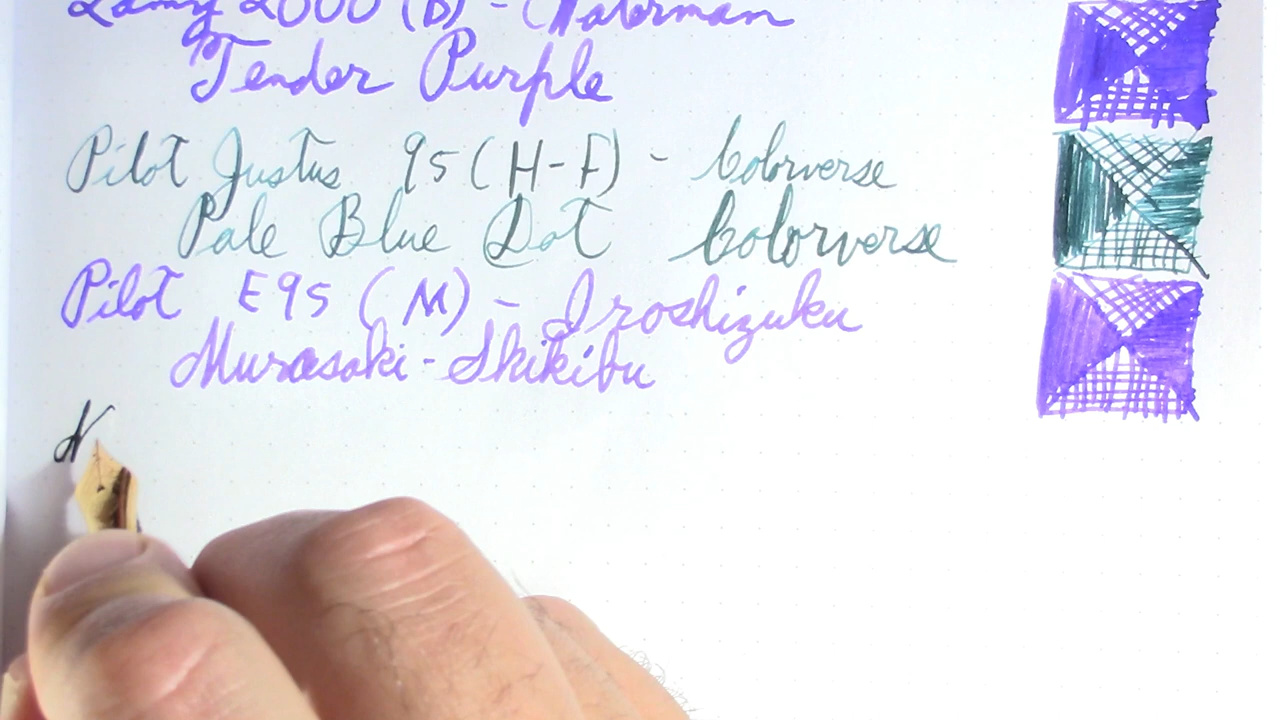 Lamy 2000 (B) - Waterman
Tender Purple
Pilot Justus 95 (H-F) - Colorverse
Pale Blue Dot Colorverse
Pilot E95 (M) - Iroshizuku
Murasaki-Shikibu
N